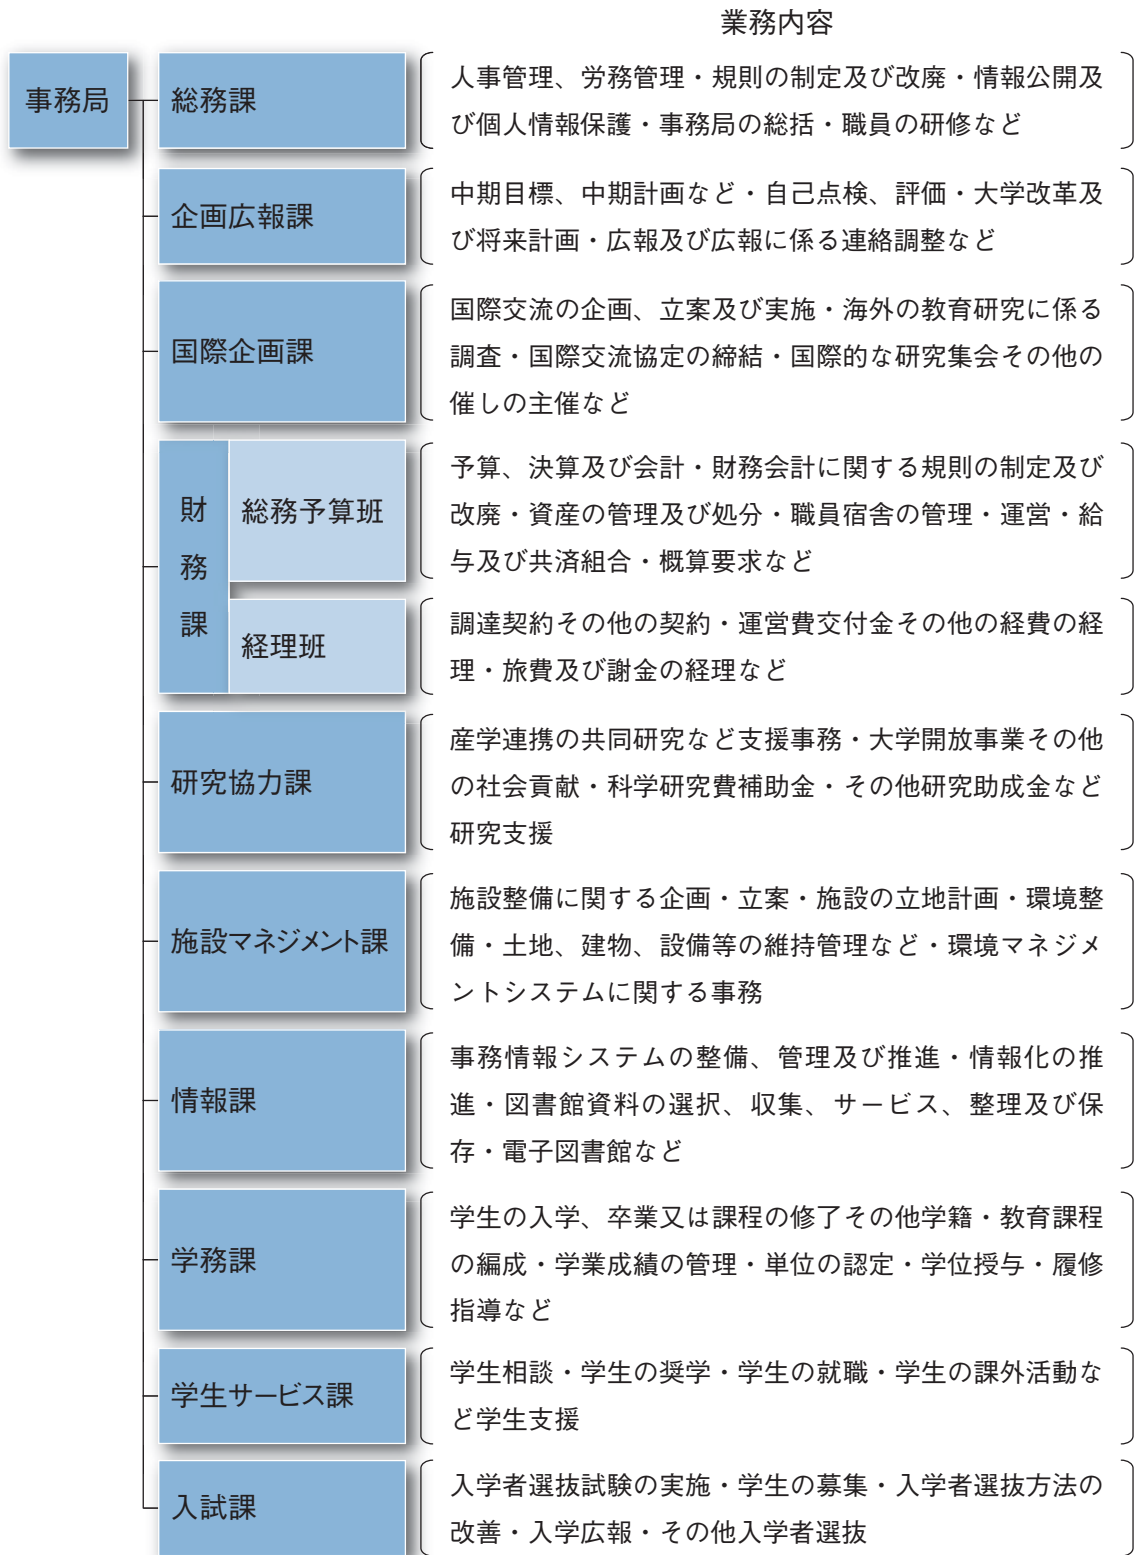 業務内容
事務局
総務課
人事管理、労務管理・規則の制定及び改廃・情報公開及
び個人情報保護・事務局の総括・職員の研修など
企画広報課
中期目標、中期計画など・自己点検、評価・大学改革及
び将来計画・広報及び広報に係る連絡調整など
国際企画課
国際交流の企画、立案及び実施・海外の教育研究に係る
調査・国際交流協定の締結・国際的な研究集会その他の
催しの主催など
財務課
総務予算班
予算、決算及び会計・財務会計に関する規則の制定及び
改廃・資産の管理及び処分・職員宿舎の管理・運営・給
与及び共済組合・概算要求など
経理班
調達契約その他の契約・運営費交付金その他の経費の経
理・旅費及び謝金の経理など
研究協力課
産学連携の共同研究など支援事務・大学開放事業その他
の社会貢献・科学研究費補助金・その他研究助成金など
研究支援
施設マネジメント課
施設整備に関する企画・立案・施設の立地計画・環境整
備・土地、建物、設備等の維持管理など・環境マネジメ
ントシステムに関する事務
情報課
事務情報システムの整備、管理及び推進・情報化の推
進・図書館資料の選択、収集、サービス、整理及び保
存・電子図書館など
学務課
学生の入学、卒業又は課程の修了その他学籍・教育課程
の編成・学業成績の管理・単位の認定・学位授与・履修
指導など
学生サービス課
学生相談・学生の奨学・学生の就職・学生の課外活動な
ど学生支援
入試課
入学者選抜試験の実施・学生の募集・入学者選抜方法の
改善・入学広報・その他入学者選抜